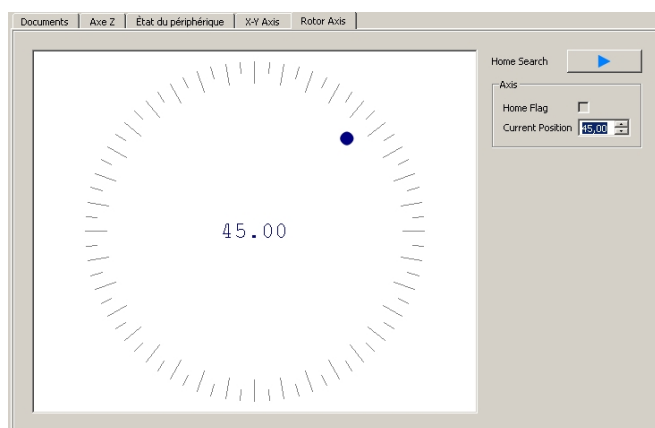 Documents
Axe Z
État du périphérique
X-Y Axis
Rotor Axis
Home Search
Axis
Home Flag
Current Position 45,00
45.00